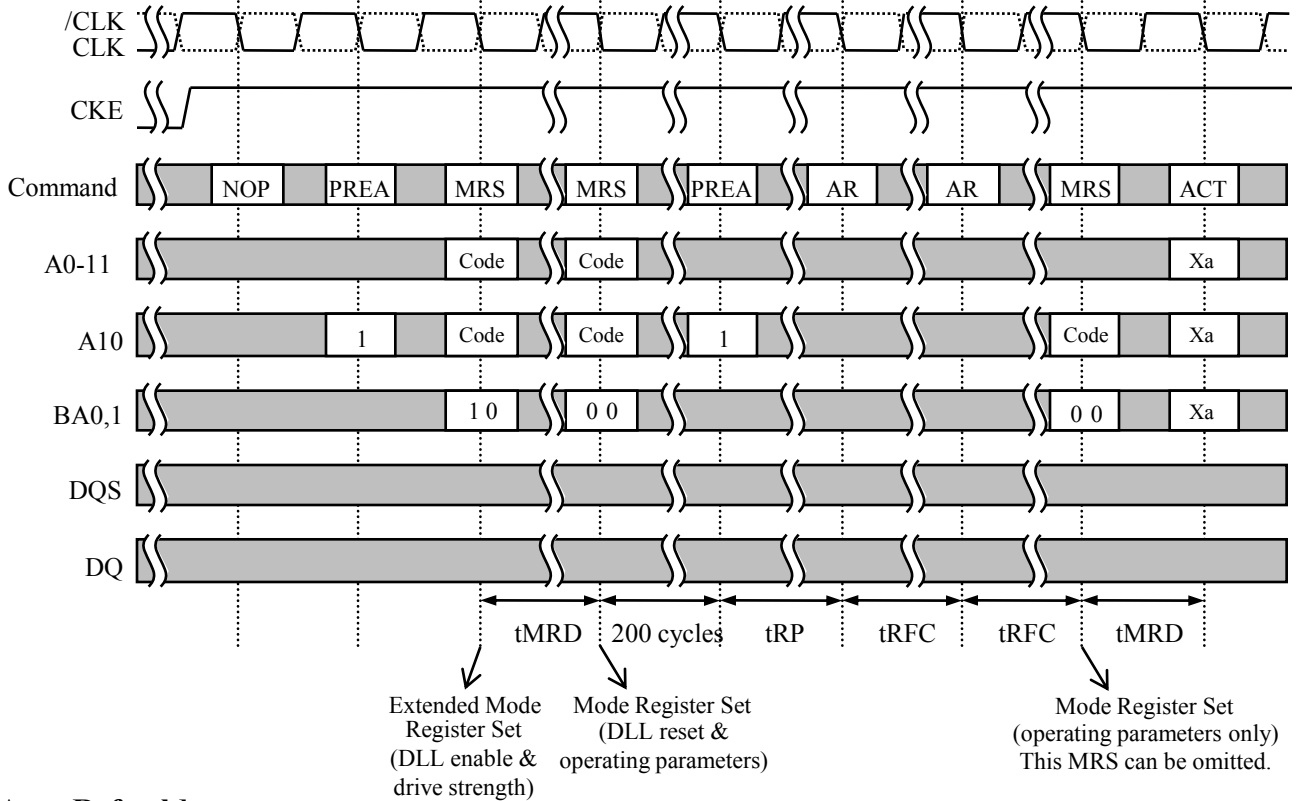 /CLK
CLK
CKE
Command NOP PREA MRS MRS PREA AR AR MRS ACT
A0-11 Code Code Xa
A10 1 Code Code 1 Code Xa
BA0,1 1 0 0 0 0 0 Xa
DQS
DQ
tMRD 200 cycles tRP tRFC tRFC tMRD
Extended Mode
Register Set
(DLL enable &
drive strength)
Mode Register Set
(DLL reset &
operating parameters)
Mode Register Set
(operating parameters only)
This MRS can be omitted.